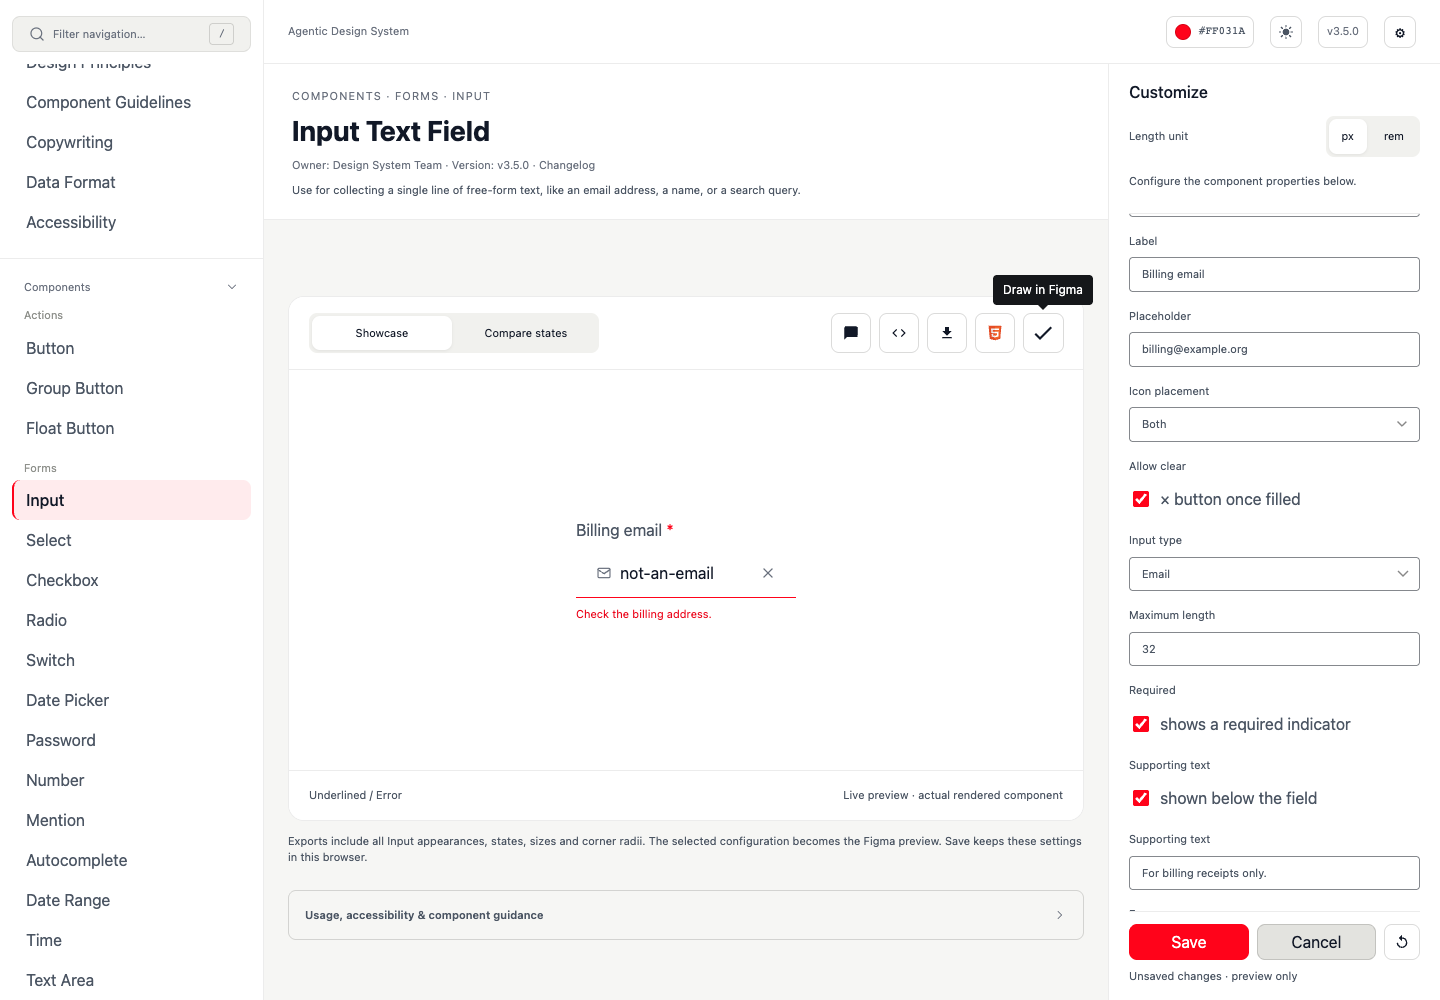 Filter navigation...
/
Design Principles
Component Guidelines
Copywriting
Data Format
Accessibility
Components
Actions
Button
Group Button
Float Button
Forms
Input
Select
Checkbox
Radio
Switch
Date Picker
Password
Number
Mention
Autocomplete
Date Range
Time
Text Area
Agentic Design System
#FF031A
v3.5.0
COMPONENTS · FORMS · INPUT
Input Text Field
Owner: Design System Team · Version: v3.5.0 · Changelog
Use for collecting a single line of free-form text, like an email address, a name, or a search query.
Draw in Figma
Showcase
Compare states
Billing email *
not-an-email
Check the billing address.
Underlined / Error
Live preview · actual rendered component
Exports include all Input appearances, states, sizes and corner radii. The selected configuration becomes the Figma preview. Save keeps these settings
in this browser.
Usage, accessibility & component guidance
Customize
Length unit
px
rem
Configure the component properties below.
Label
Billing email
Placeholder
billing@example.org
Icon placement
Both
Allow clear
× button once filled
Input type
Email
Maximum length
32
Required
shows a required indicator
Supporting text
shown below the field
Supporting text
For billing receipts only.
Save
Cancel
Unsaved changes · preview only